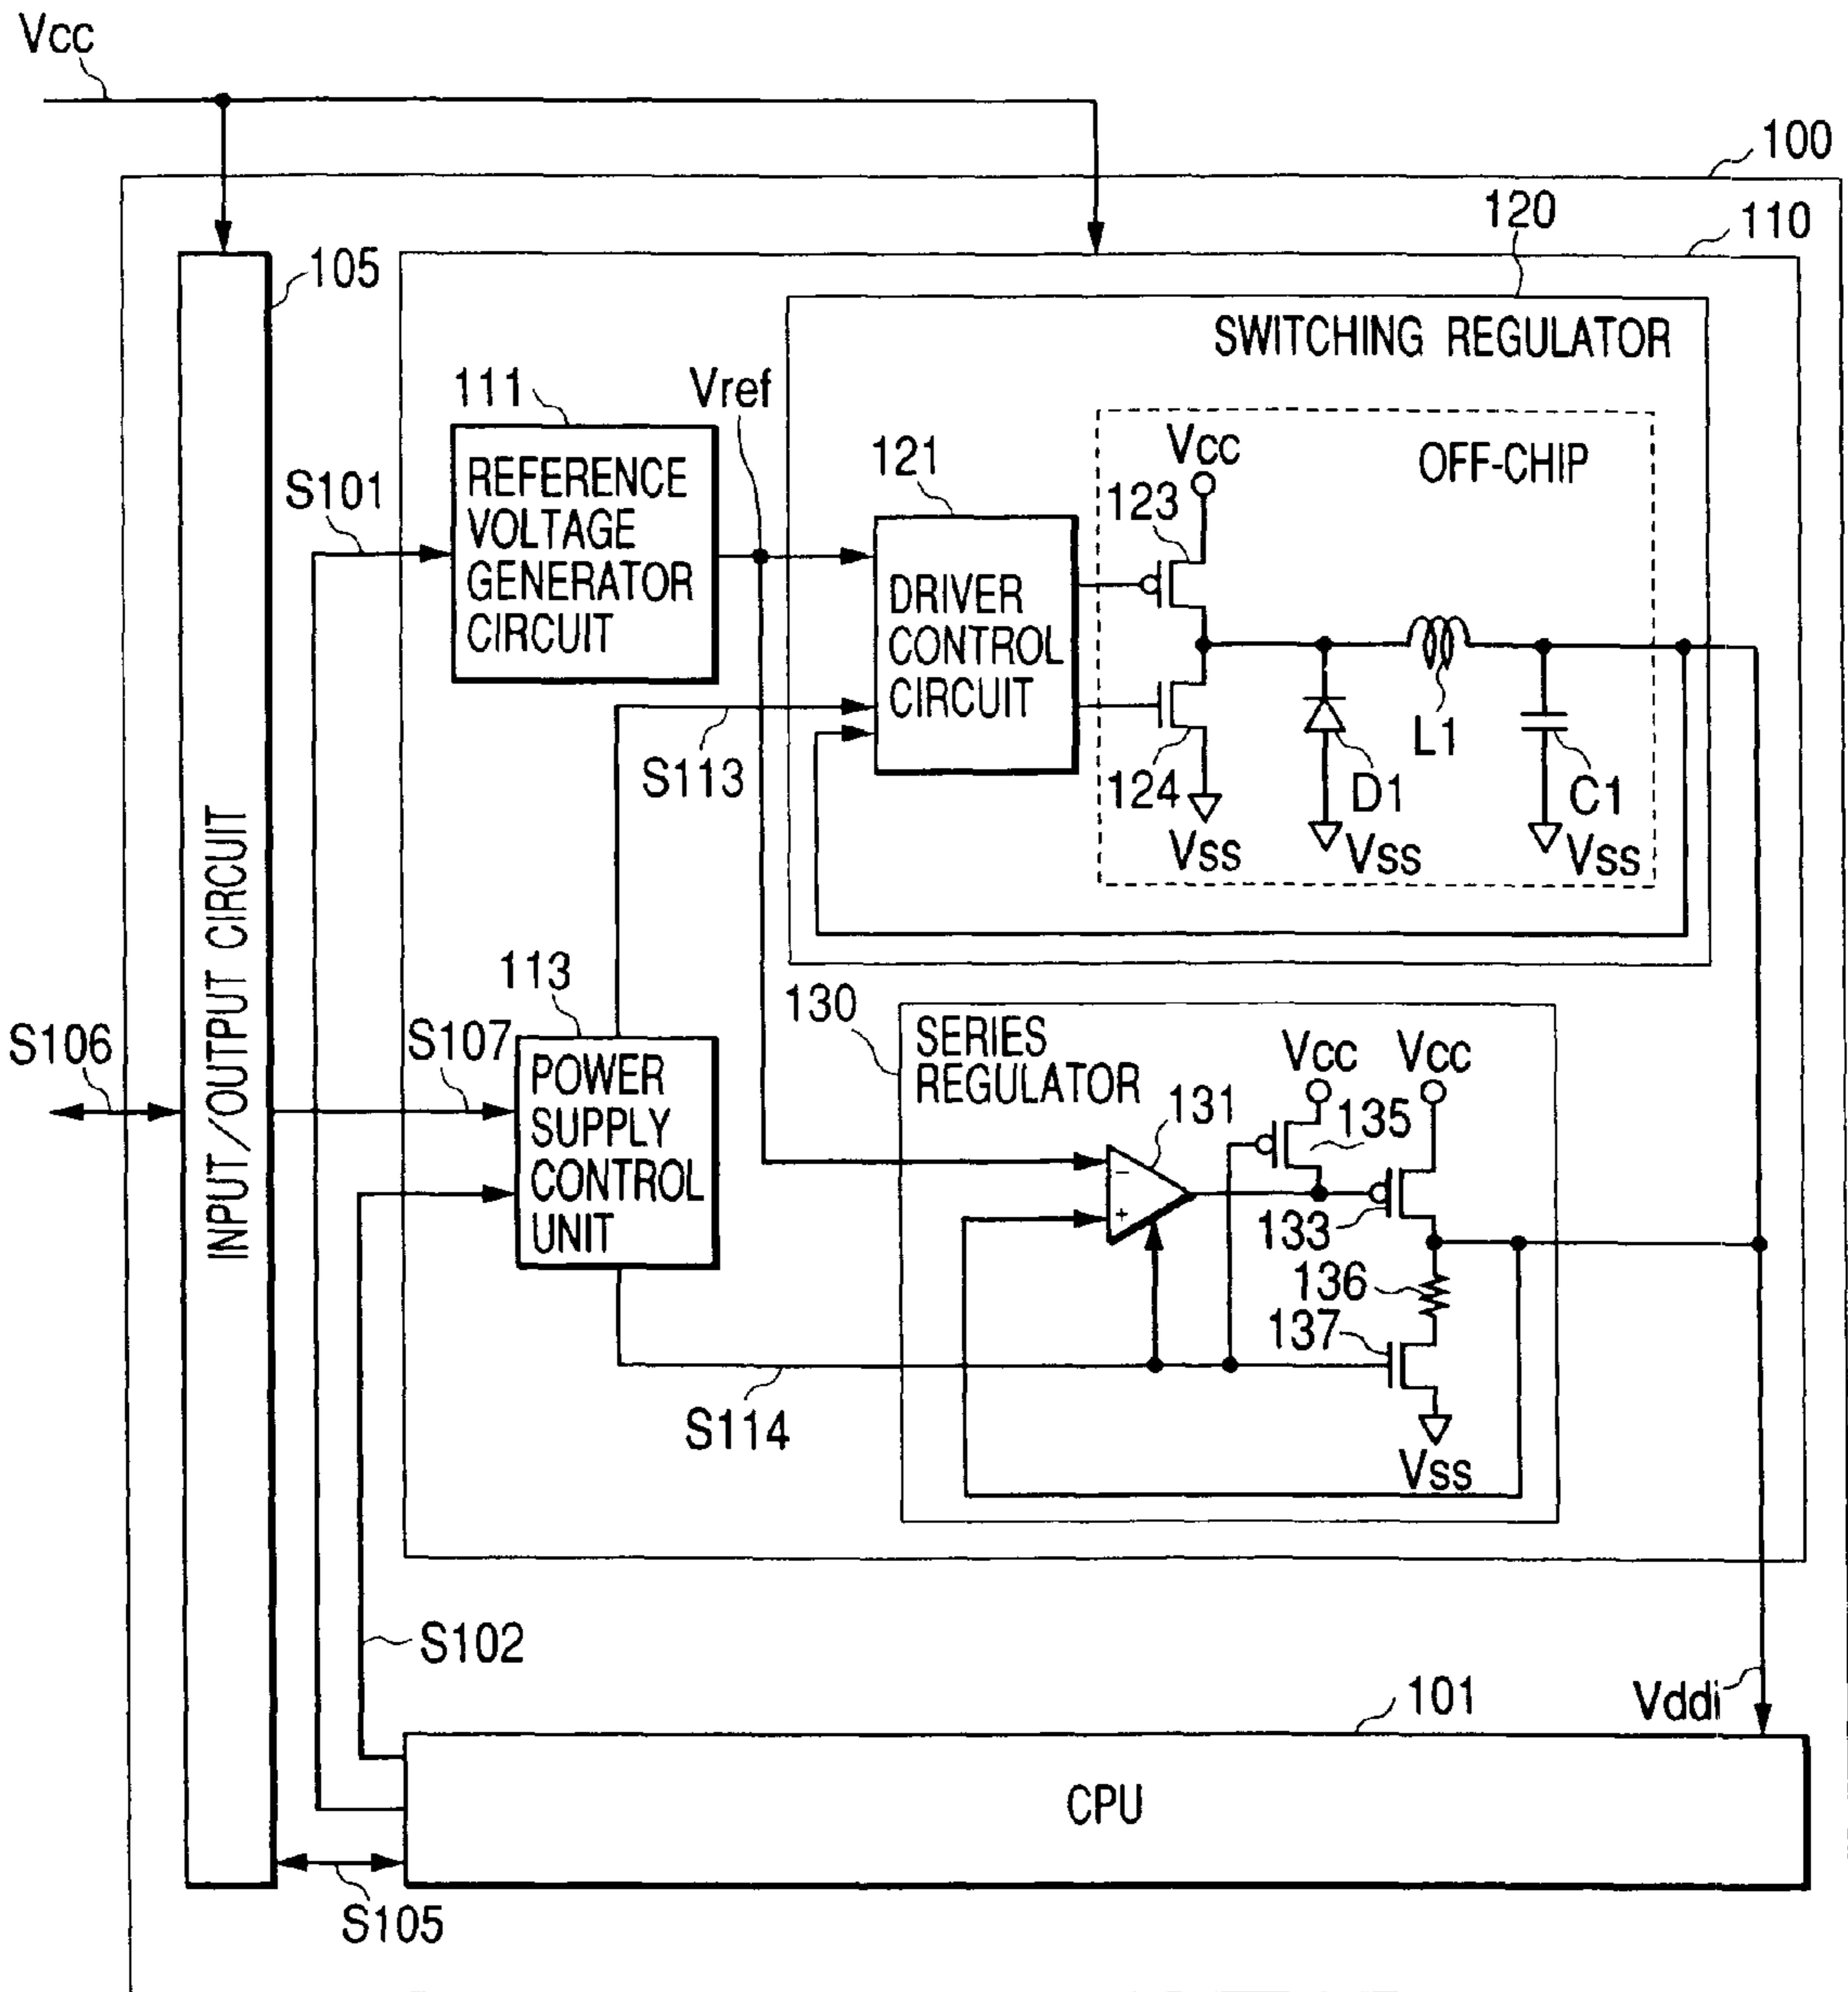 Vcc
100
120
110
105
SWITCHING REGULATOR
111
Vref
OFF-CHIP
121
Vcc
123
S101
REFERENCE
VOLTAGE
GENERATOR
CIRCUIT
DRIVER
CONTROL
CIRCUIT
S113
124
Vss
D1
Vss
L1
C1
Vss
INPUT/OUTPUT CIRCUIT
113
130
SERIES
REGULATOR
S106
S107
POWER
SUPPLY
CONTROL
UNIT
Vcc
Vcc
131
135
−
+
133
136
137
S114
Vss
S102
101
Vddi
CPU
S105